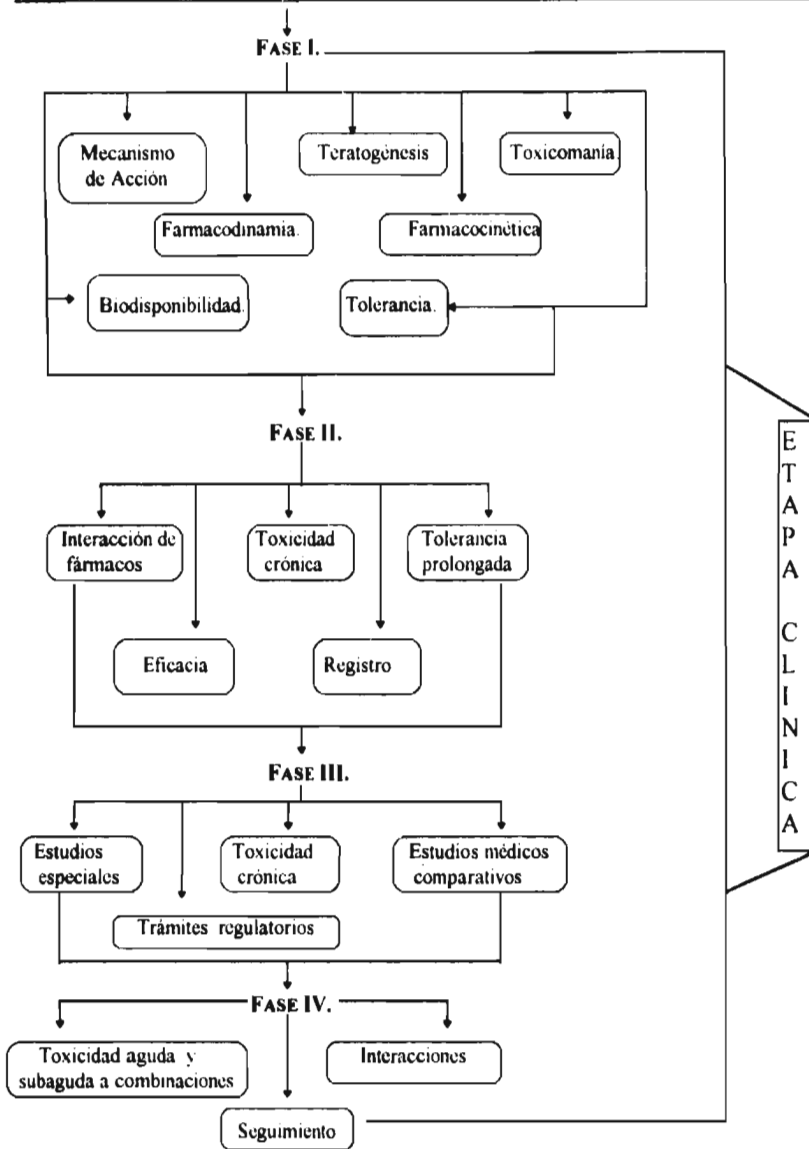 FASE I.
Mecanismo
de Acción
Teratogénesis
Toxicomanía.
Farmacodinamia.
Farmacocinética
Biodisponibilidad.
Tolerancia.
FASE II.
Interacción de
fármacos
Toxicidad
crónica
Tolerancia
prolongada
Eficacia
Registro
FASE III.
Estudios
especiales
Toxicidad
crónica
Estudios médicos
comparativos
Trámites regulatorios
FASE IV.
Toxicidad aguda y
subaguda a combinaciones
Interacciones
Seguimiento
ETAPA CLINICA